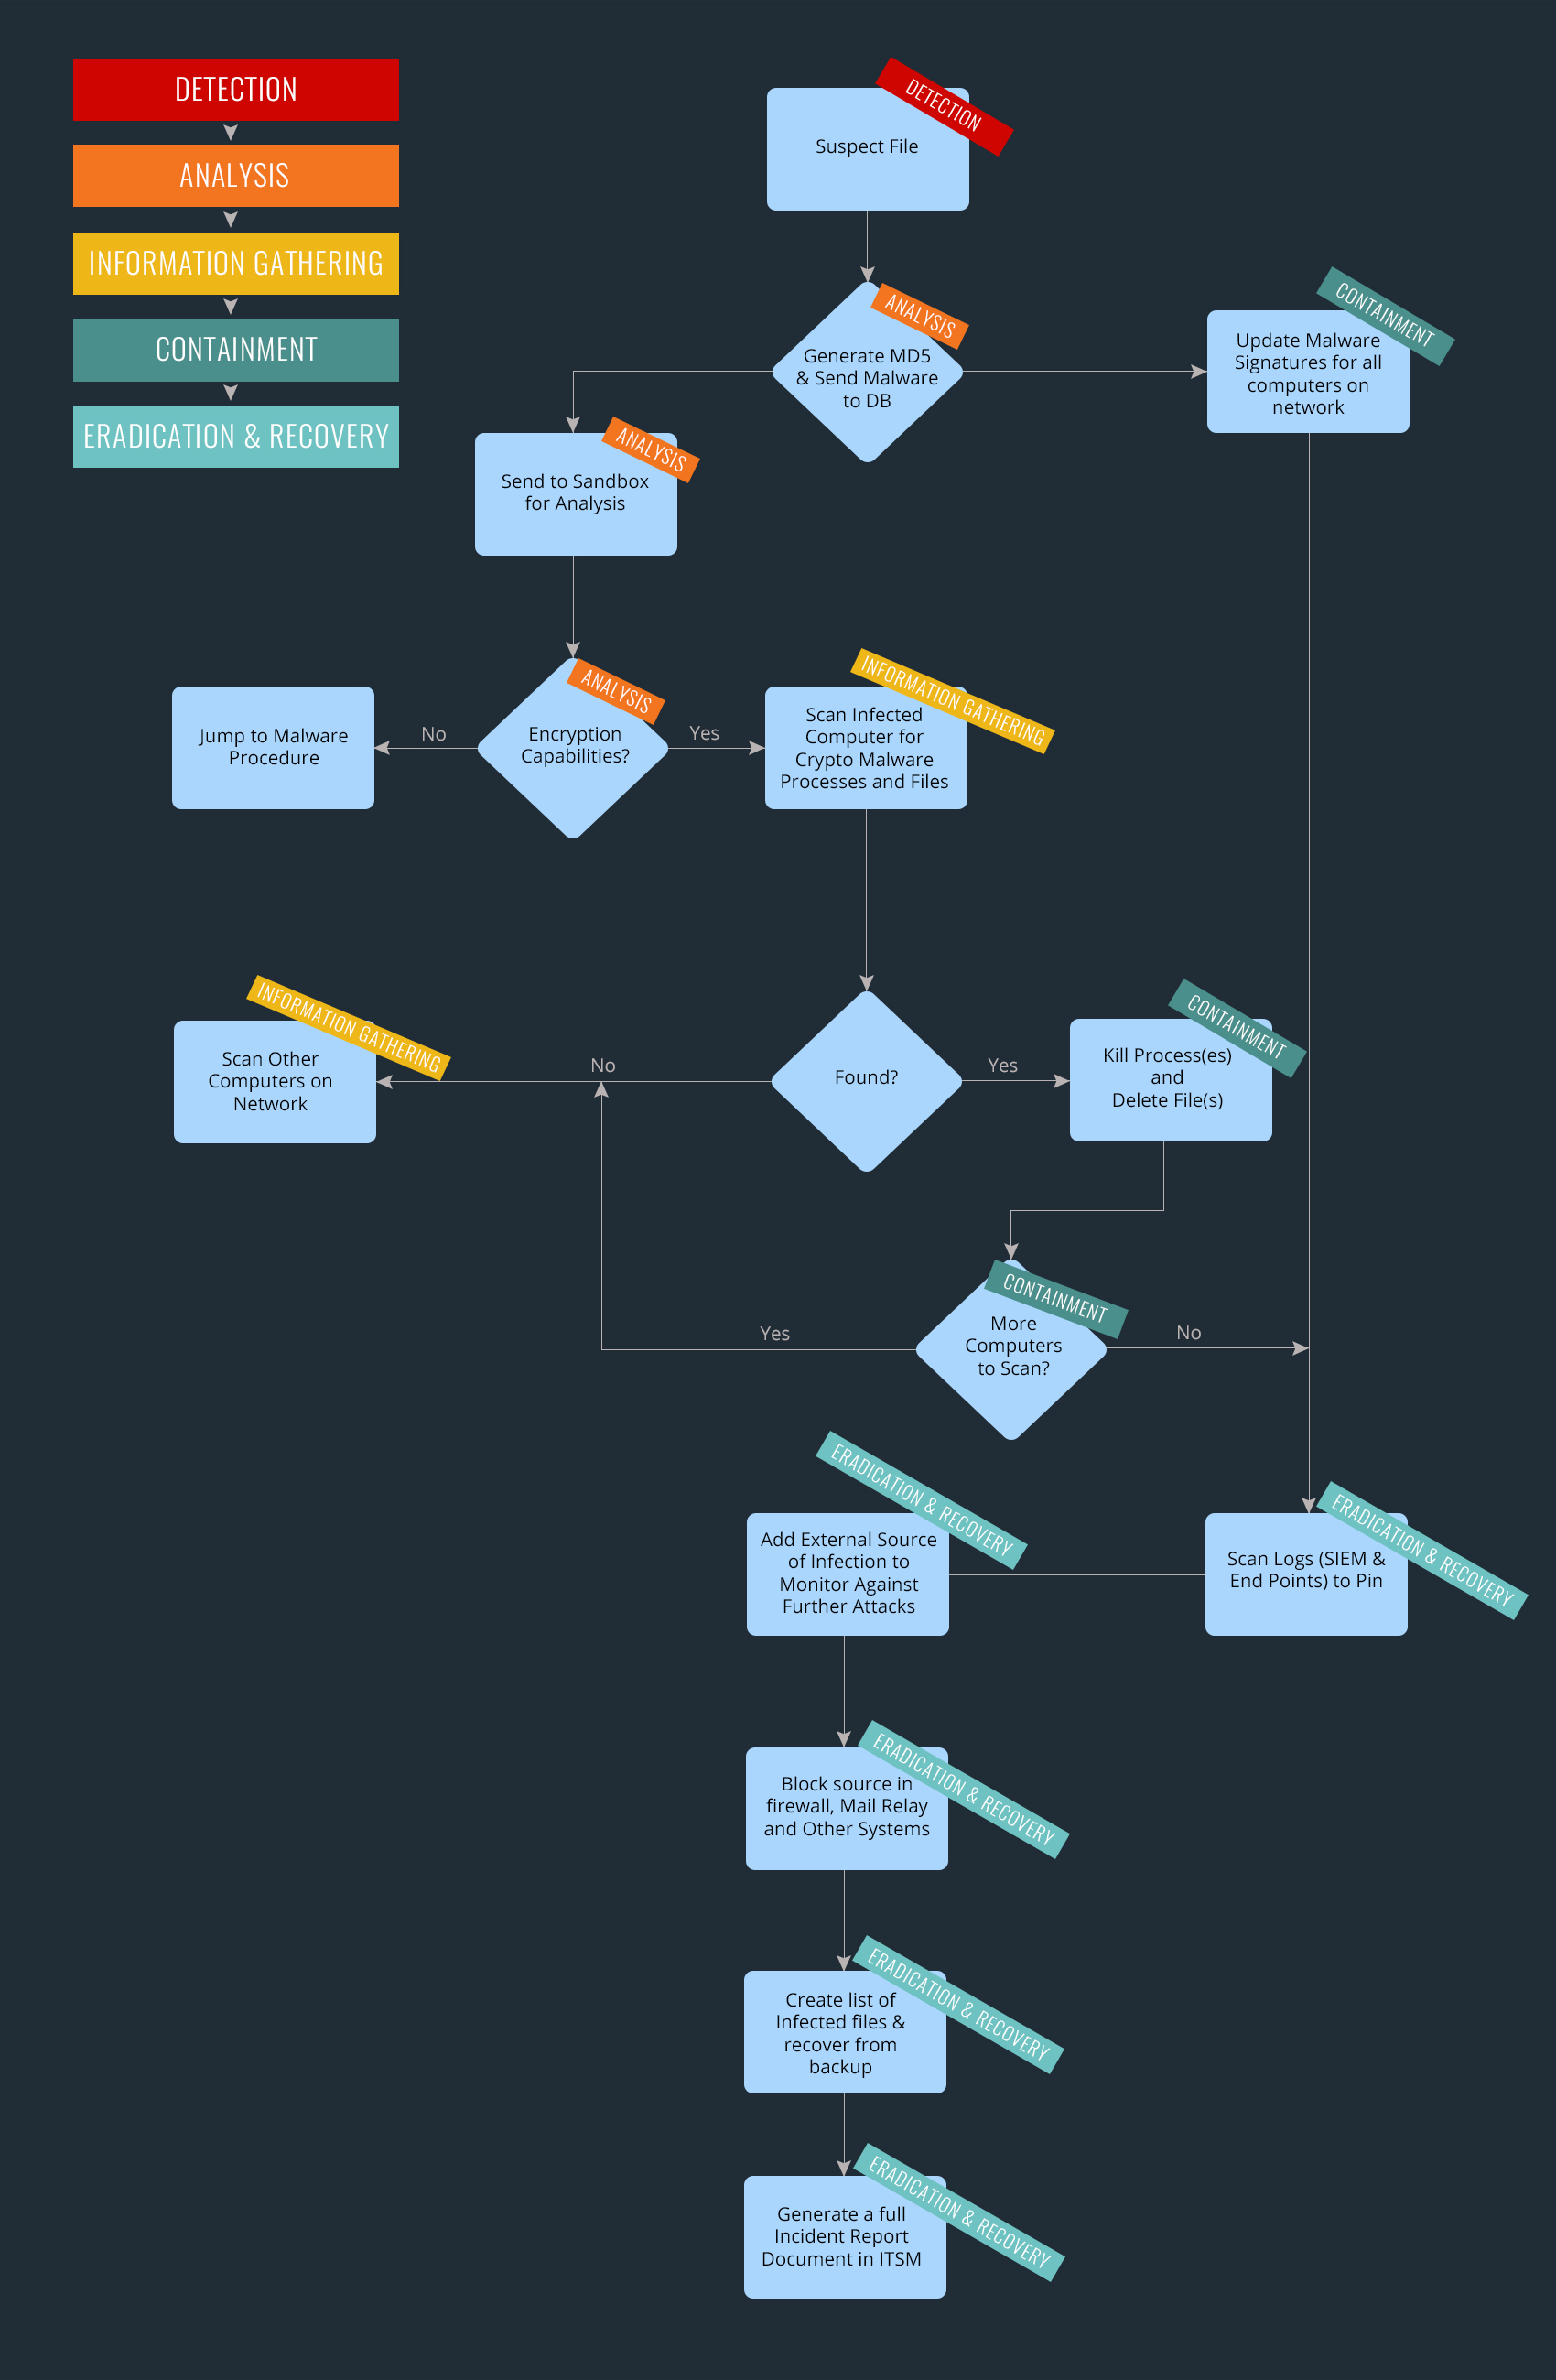 DETECTION
ANALYSIS
INFORMATION GATHERING
CONTAINMENT
ERADICATION & RECOVERY
DETECTION
Suspect File
ANALYSIS
Generate MD5
& Send Malware
to DB
CONTAINMENT
Update Malware
Signatures for all
computers on
network
ANALYSIS
Send to Sandbox
for Analysis
ANALYSIS
Encryption
Capabilities?
No
Yes
Jump to Malware
Procedure
INFORMATION GATHERING
Scan Infected
Computer for
Crypto Malware
Processes and Files
INFORMATION GATHERING
Scan Other
Computers on
Network
No
Found?
Yes
CONTAINMENT
Kill Process(es)
and
Delete File(s)
CONTAINMENT
More
Computers
to Scan?
Yes
No
ERADICATION & RECOVERY
Add External Source
of Infection to
Monitor Against
Further Attacks
ERADICATION & RECOVERY
Scan Logs (SIEM &
End Points) to Pin
ERADICATION & RECOVERY
Block source in
firewall, Mail Relay
and Other Systems
ERADICATION & RECOVERY
Create list of
Infected files &
recover from
backup
ERADICATION & RECOVERY
Generate a full
Incident Report
Document in ITSM